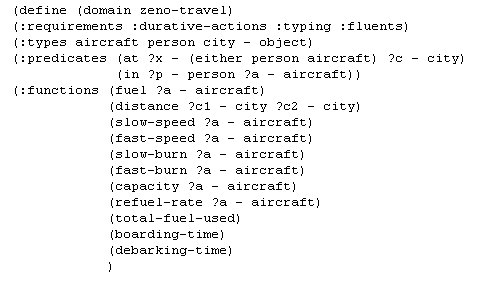 (define (domain zeno-travel)
(:requirements :durative-actions :typing :fluents)
(:types aircraft person city - object)
(:predicates (at ?x - (either person aircraft) ?c - city)
(in ?p - person ?a - aircraft))
(:functions (fuel ?a - aircraft)
(distance ?c1 - city ?c2 - city)
(slow-speed ?a - aircraft)
(fast-speed ?a - aircraft)
(slow-burn ?a - aircraft)
(fast-burn ?a - aircraft)
(capacity ?a - aircraft)
(refuel-rate ?a - aircraft)
(total-fuel-used)
(boarding-time)
(debarking-time)
)